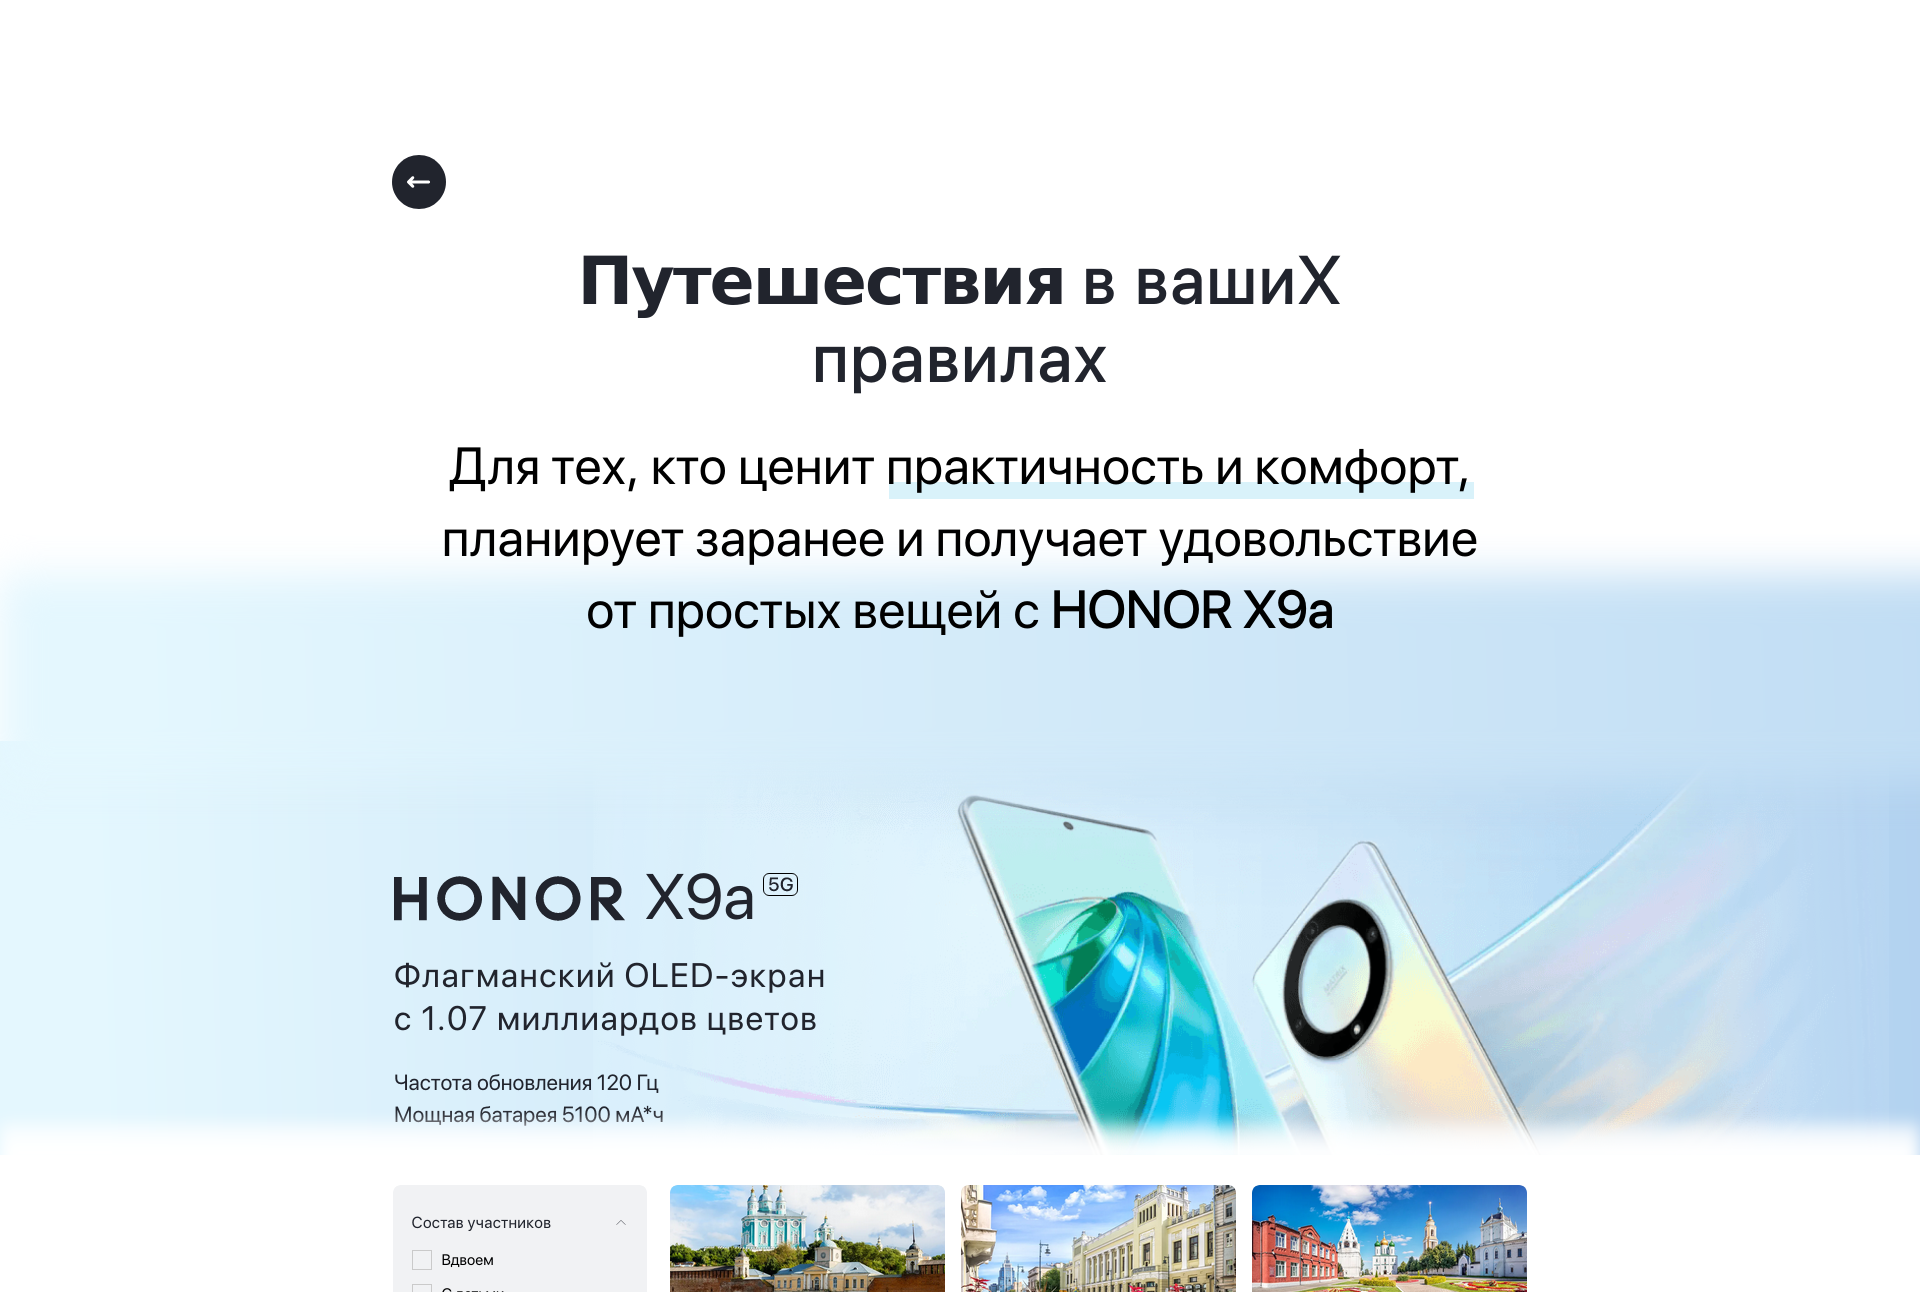 Путешествия в вашиX
правилах
Для тех, кто ценит практичность и комфорт,
планирует заранее и получает удовольствие
от простых вещей с HONOR X9a
HONOR X9a 5G
Флагманский OLED-экран
с 1.07 миллиардов цветов
Частота обновления 120 Гц
Мощная батарея 5100 мА*ч
Состав участников
Вдвоем